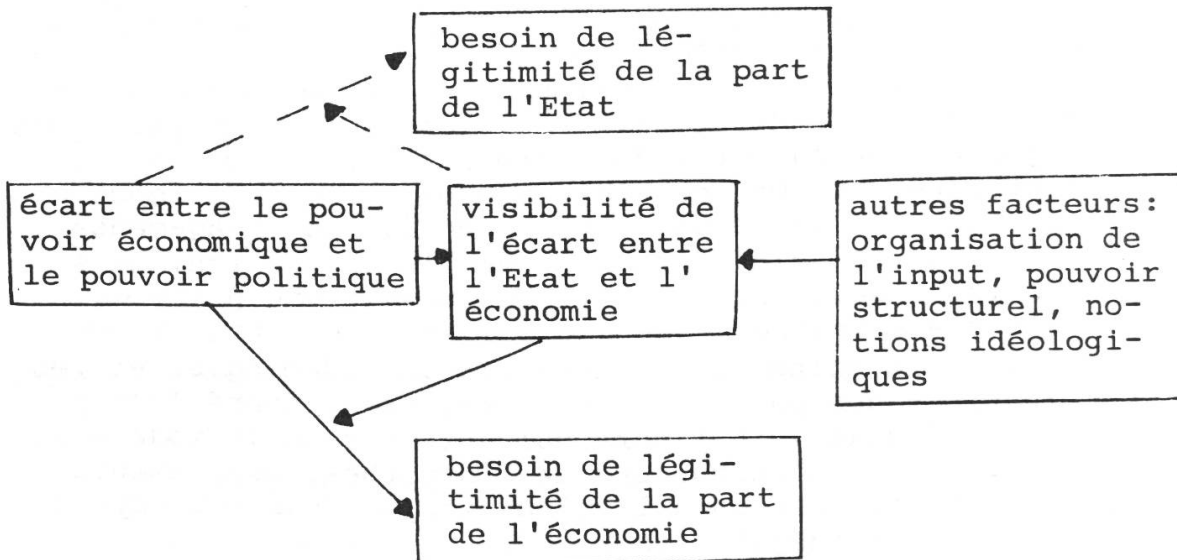 besoin de lé-
gitimité de la part
de l'Etat
écart entre le pou-
voir économique et
le pouvoir politique
visibilité de
l'écart entre
l'Etat et l'
économie
autres facteurs:
organisation de
l'input, pouvoir
structurel, no-
tions idéologi-
ques
besoin de légi-
timité de la part
de l'économie